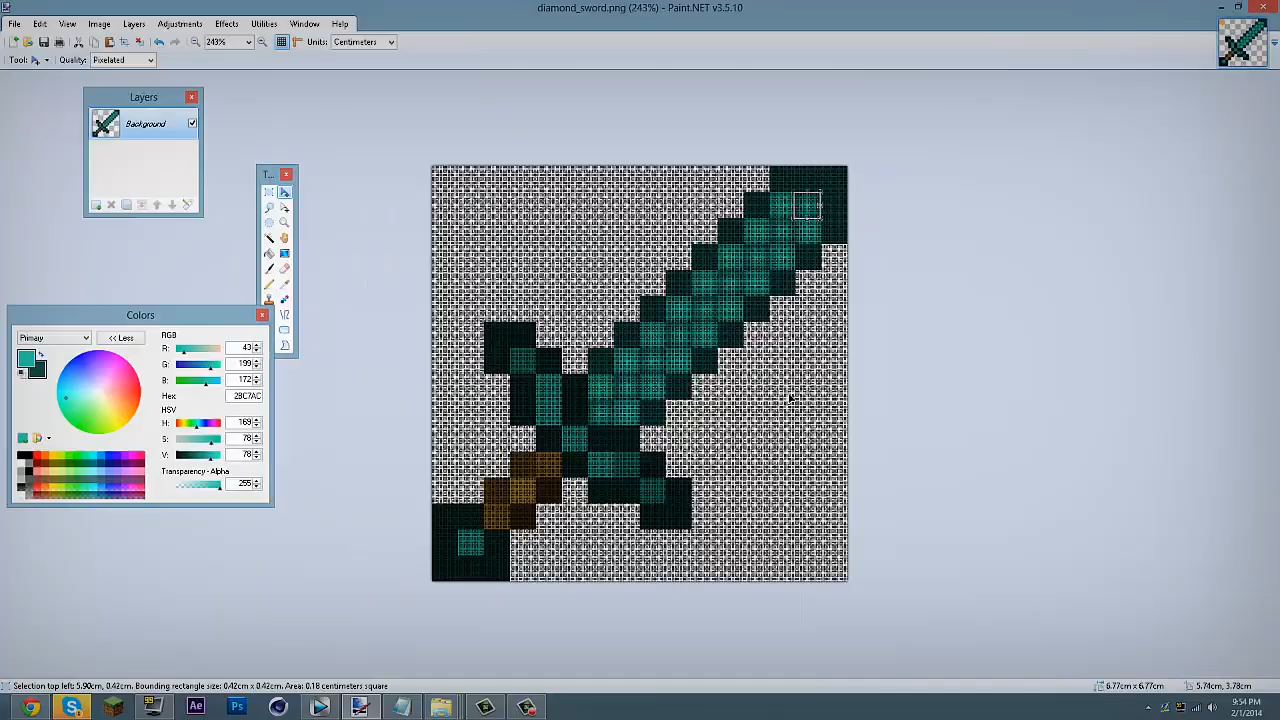 diamond_sword.png (243%) - Paint.NET v3.5.10
File Edit View Image Layers Adjustments Effects Utilities Window Help
243% Units: Centimeters
Tool: Quality: Pixelated
Layers
Background
T...
Colors
Primary << Less
RGB
R: 43
G: 199
B: 172
Hex 2BC7AC
HSV
H: 169
S: 78
V: 78
Transparency - Alpha
255
Selection top left: 5.90cm, 0.42cm. Bounding rectangle size: 0.42cm x 0.42cm. Area: 0.18 centimeters square
6.77cm x 6.77cm 5.74cm, 3.78cm
99 Ae Ps
9:54 PM
2/1/2014